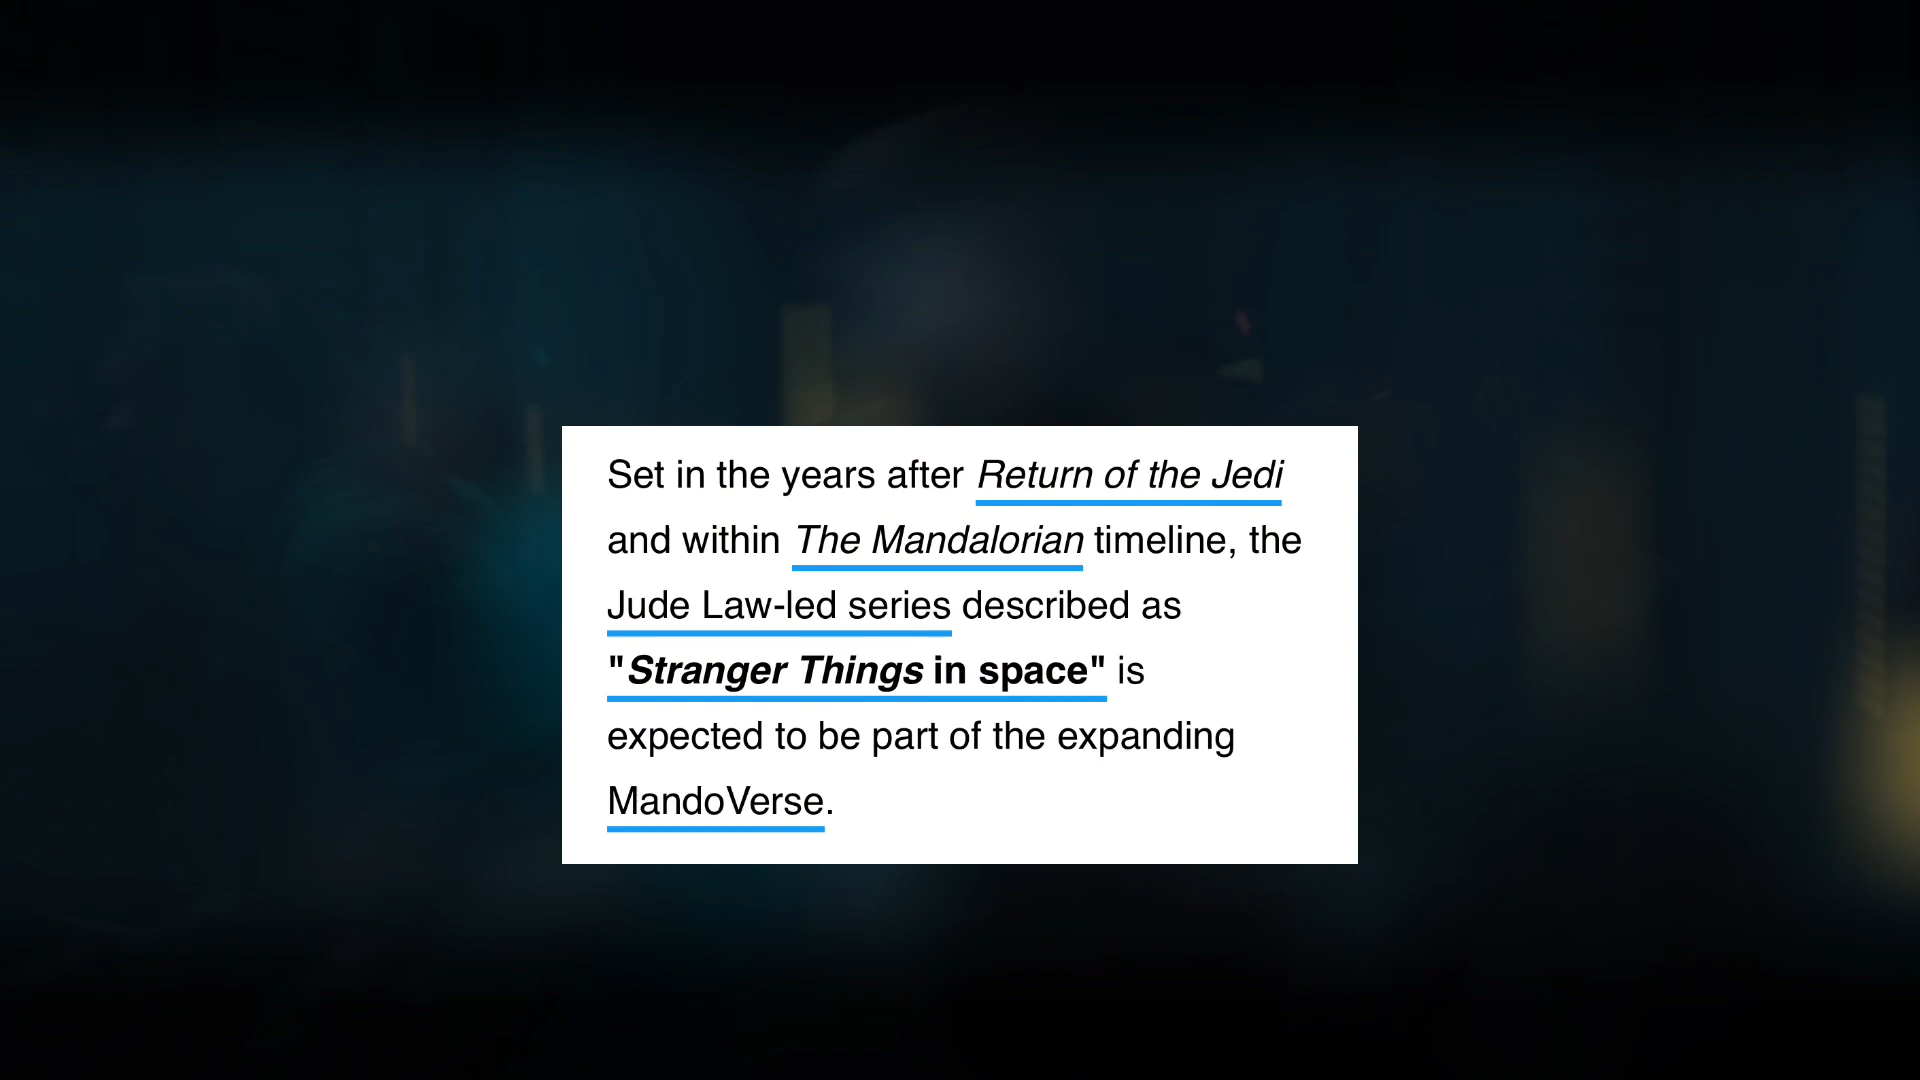 Set in the years after Return of the Jedi
and within The Mandalorian timeline, the
Jude Law-led series described as
"Stranger Things in space" is
expected to be part of the expanding
MandoVerse.